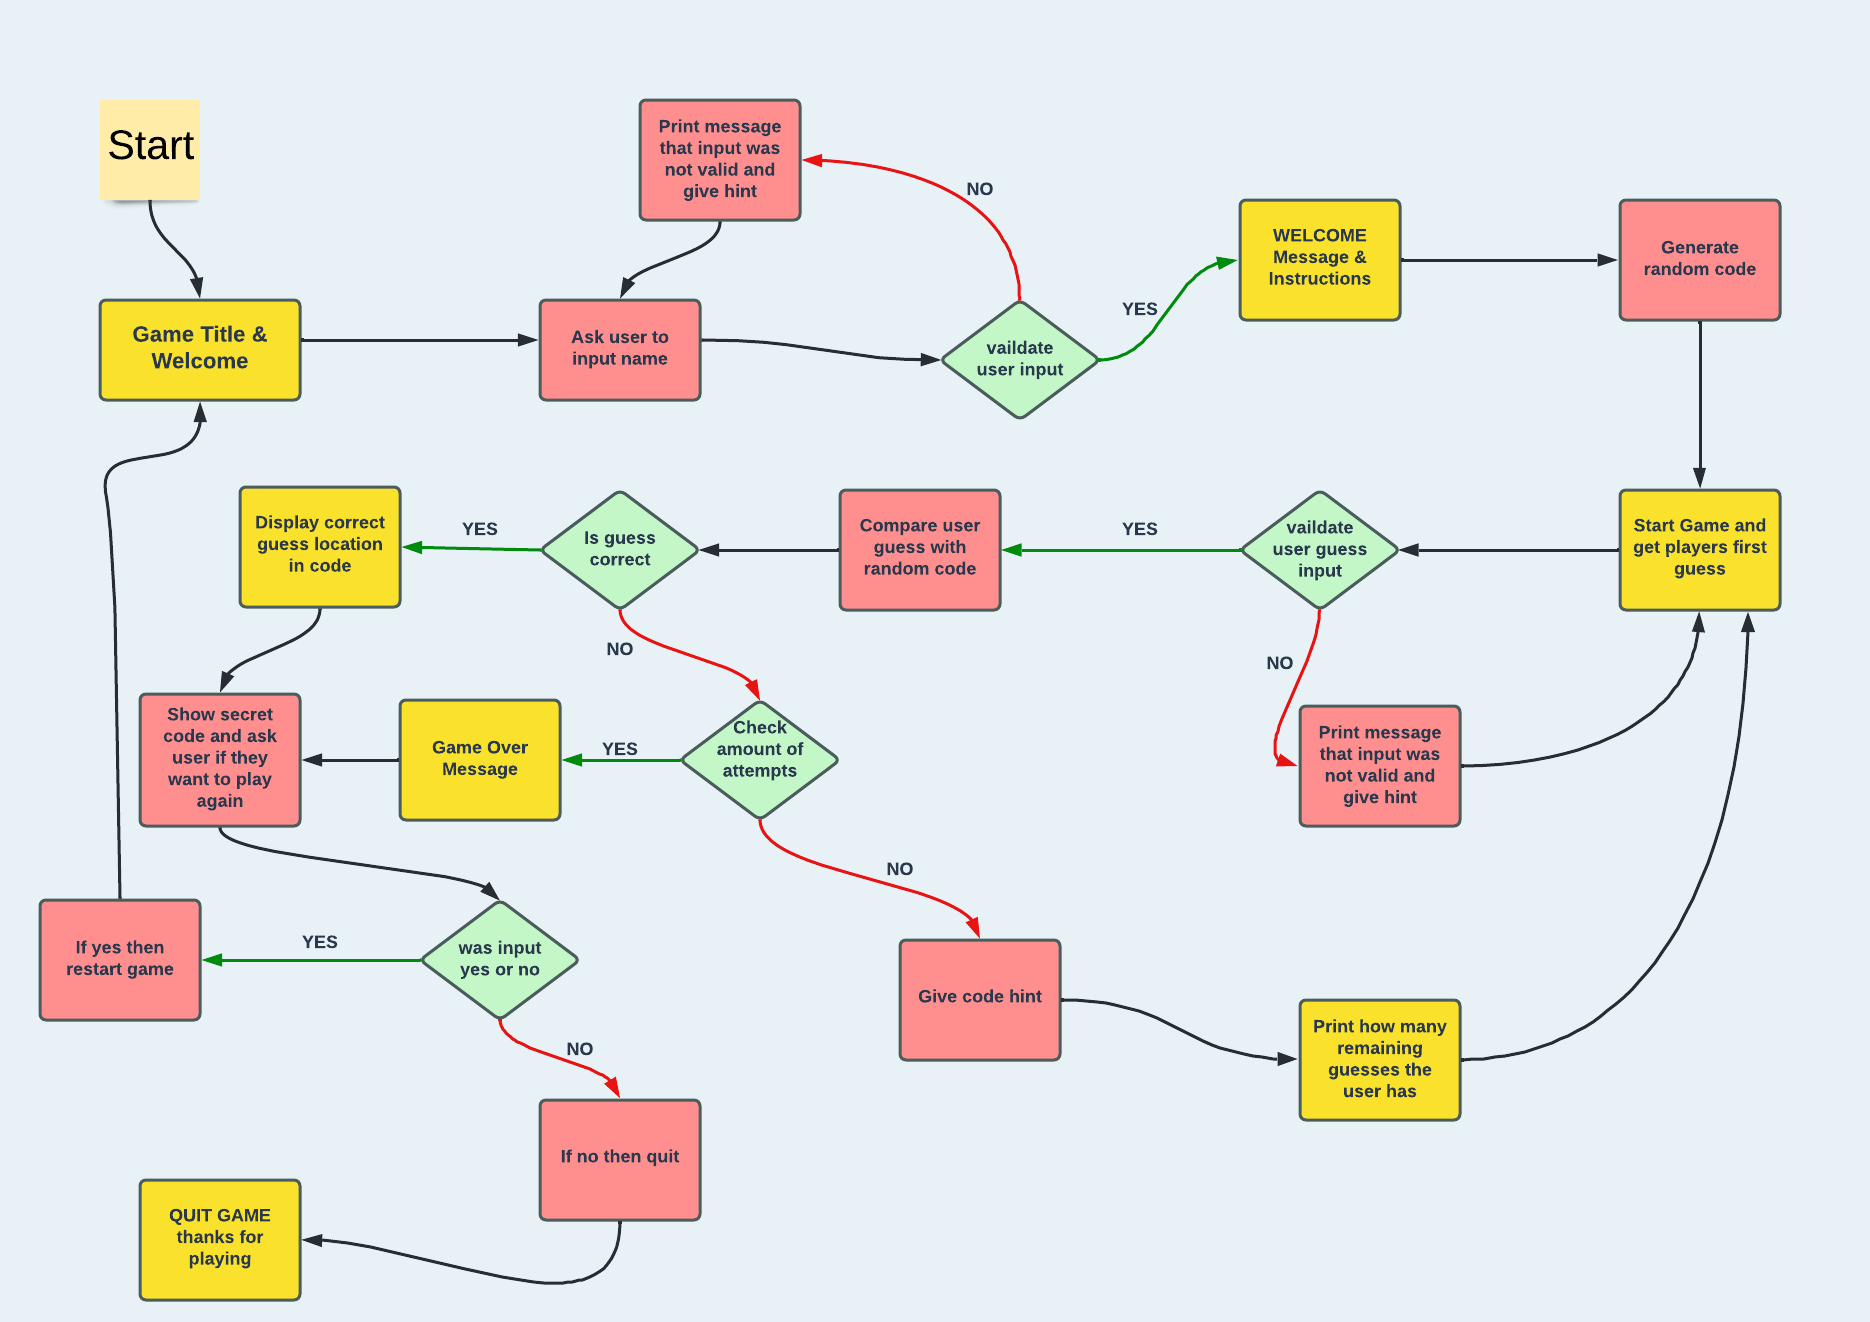 Start
Print message
that input was
not valid and
give hint
NO
WELCOME
Message &
Instructions
Generate
random code
YES
Game Title &
Welcome
Ask user to
input name
vaildate
user input
Display correct
guess location
in code
YES
Is guess
correct
Compare user
guess with
random code
YES
vaildate
user guess
input
Start Game and
get players first
guess
NO
NO
Show secret
code and ask
user if they
want to play
again
Game Over
Message
YES
Check
amount of
attempts
Print message
that input was
not valid and
give hint
NO
If yes then
restart game
YES
was input
yes or no
Give code hint
Print how many
remaining
guesses the
user has
NO
If no then quit
QUIT GAME
thanks for
playing